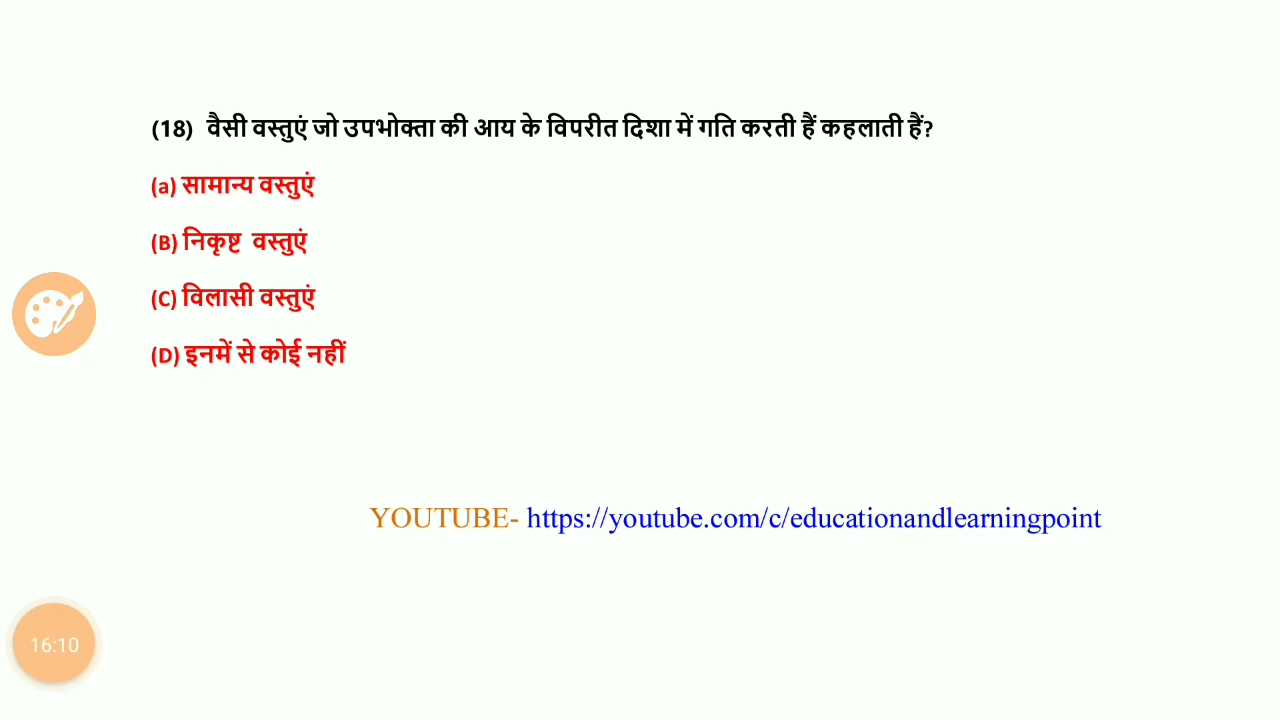 (18) वैसी वस्तुएं जो उपभोक्ता की आय के विपरीत दिशा में गति करती हैं कहलाती हैं?
(a) सामान्य वस्तुएं
(B) निकृष्ट वस्तुएं
(C) विलासी वस्तुएं
(D) इनमें से कोई नहीं
YOUTUBE- https://youtube.com/c/educationandlearningpoint
16:10